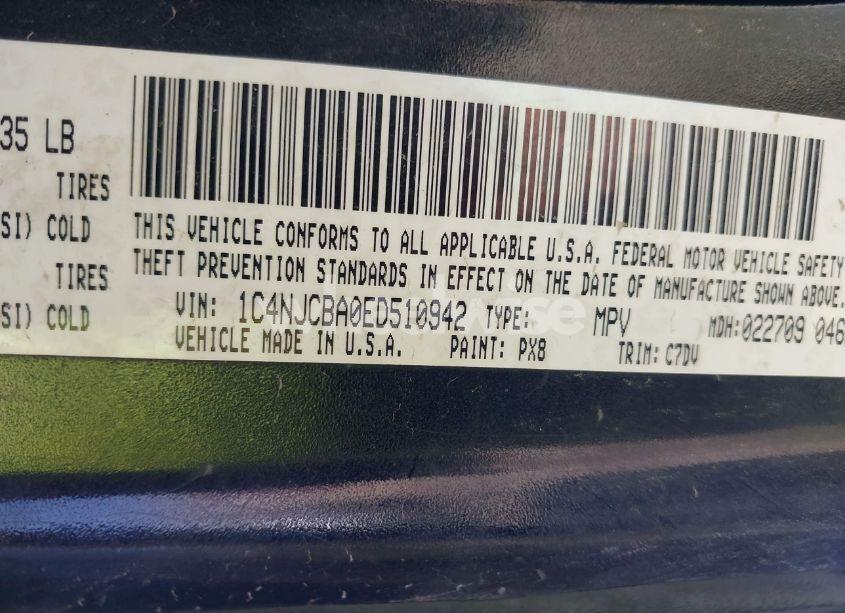 35 LB
TIRES
SI) COLD
TIRES
SI) COLD
THIS VEHICLE CONFORMS TO ALL APPLICABLE U.S.A. FEDERAL MOTOR VEHICLE SAFETY
THEFT PREVENTION STANDARDS IN EFFECT ON THE DATE OF MANUFACTURE SHOWN ABOVE.
VIN: 1C4NJCBA0ED510942 TYPE: MPV MDH:022709 046
VEHICLE MADE IN U.S.A. PAINT: PX8 TRIM: C7DV